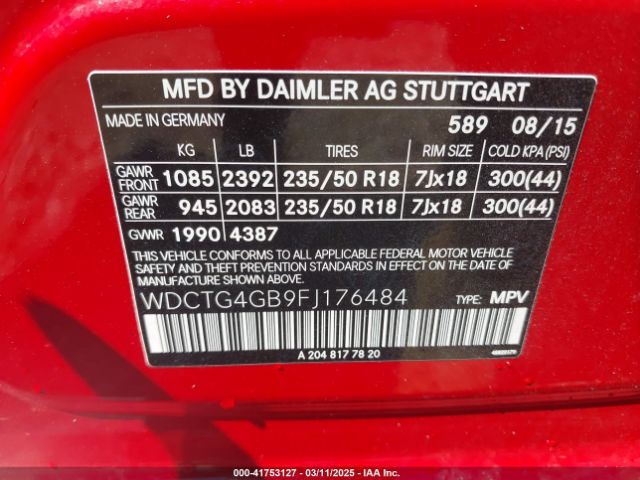 MFD BY DAIMLER AG STUTTGART
MADE IN GERMANY 589 08/15
KG LB TIRES RIM SIZE COLD KPA (PSI)
GAWR FRONT 1085 2392 235/50 R18 7Jx18 300(44)
GAWR REAR 945 2083 235/50 R18 7Jx18 300(44)
GVWR 1990 4387
THIS VEHICLE CONFORMS TO ALL APPLICABLE FEDERAL MOTOR VEHICLE
SAFETY AND THEFT PREVENTION STANDARDS IN EFFECT ON THE DATE OF
MANUFACTURE SHOWN ABOVE.
WDCTG4GB9FJ176484 TYPE: MPV
A 204 817 78 20
000-41753127 - 03/11/2025 - IAA Inc.